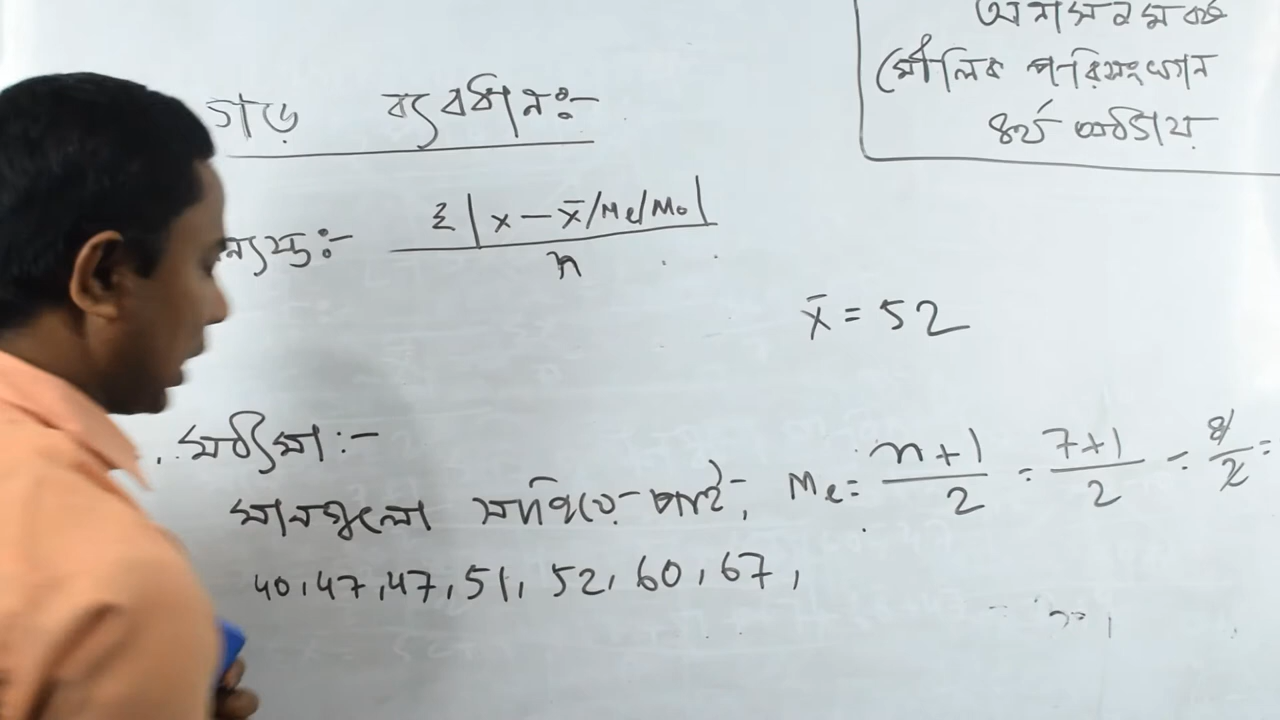 মৌলিক পরিসংখ্যান
৪র্থ অধ্যায়
গড় ব্যবধান:-
Σ|x - x̄/Me/Mo|
n
x̄ = 52
মধ্যমা :-
মানগুলো সাজিয়ে পাই-,
Me = n+1/2 = 7+1/2 = 8/2 =
40, 47, 47, 51, 52, 60, 67,